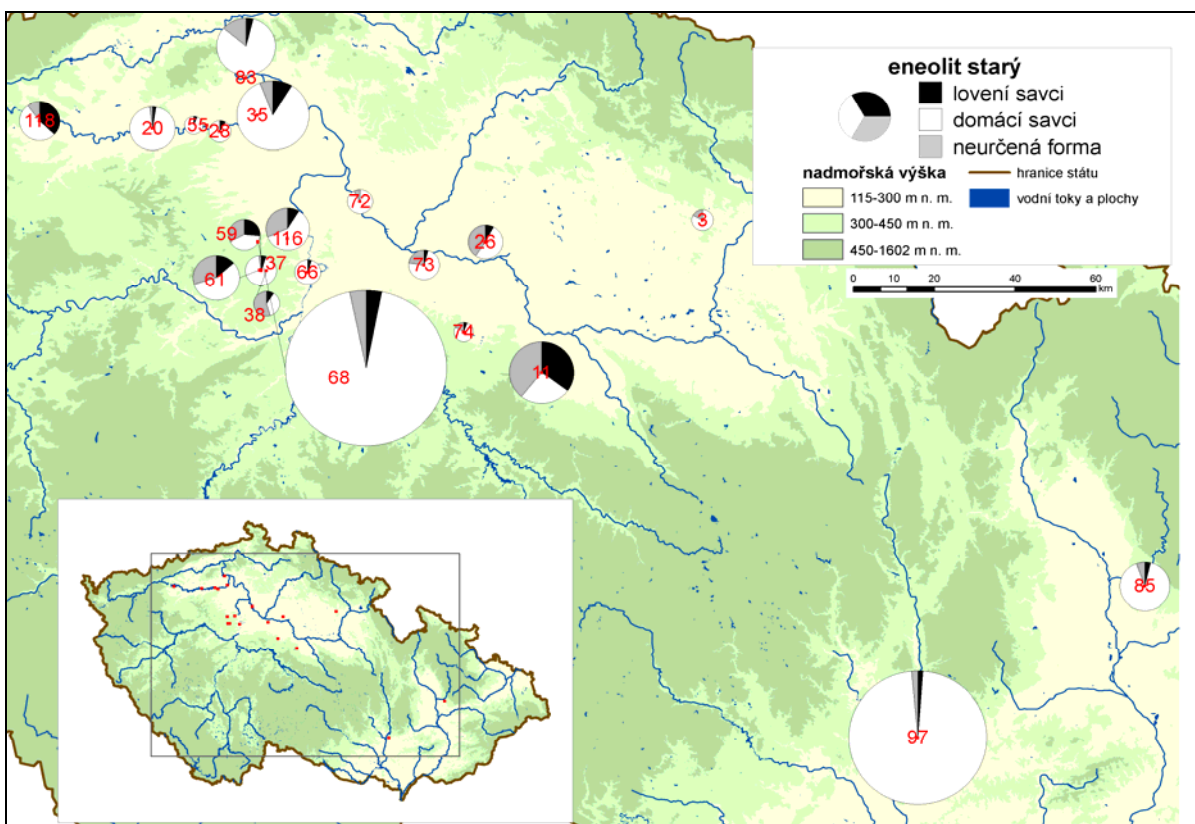 eneolit starý
lovení savci
domácí savci
neurčená forma
nadmořská výška
115-300 m n. m.
300-450 m n. m.
450-1602 m n. m.
hranice státu
vodní toky a plochy
0 10 20 40 60
km
83
118
20
55
28
35
72
3
59
116
26
61
37
66
73
38
74
68
11
85
97